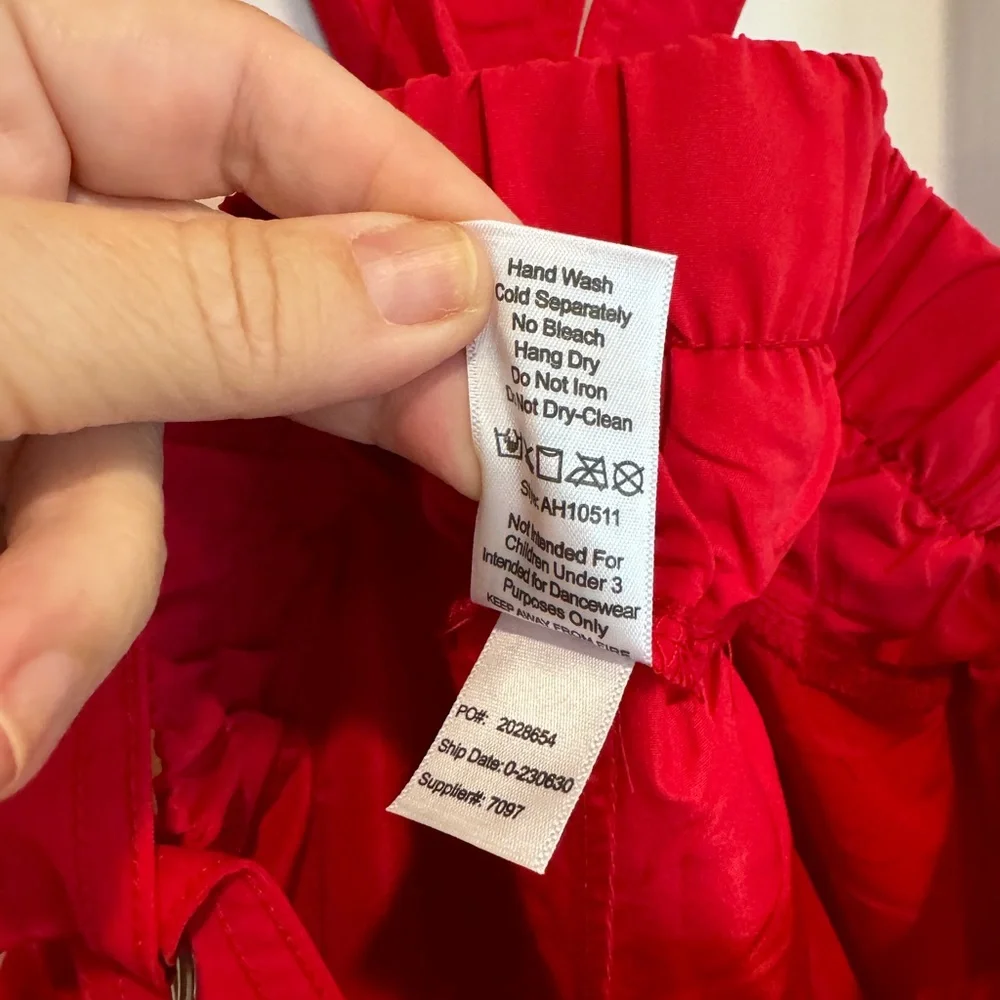 Hand Wash
Cold Separately
No Bleach
Hang Dry
Do Not Iron
Do Not Dry-Clean
AH10511
Not Intended For
Children Under 3
Intended for Dancewear
Purposes Only
KEEP AWAY FROM FIRE
PO#: 2028654
Ship Date: 0-230630
Supplier#: 7097